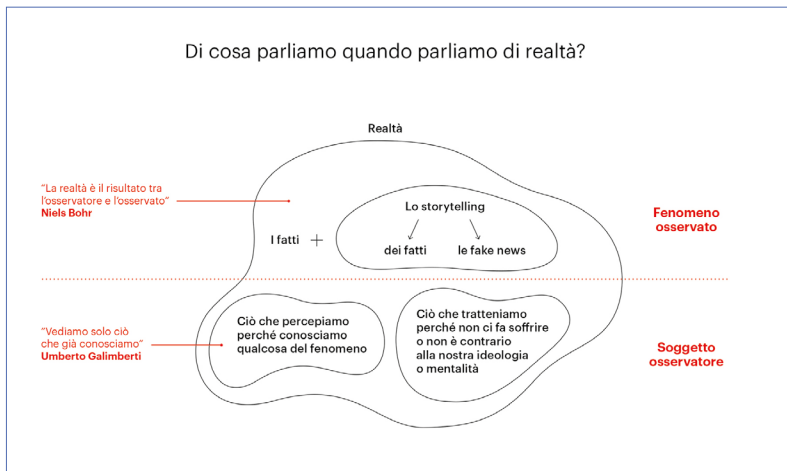 Di cosa parliamo quando parliamo di realtà?
Realtà
“La realtà è il risultato tra
l’osservatore e l’osservato”
Niels Bohr
Lo storytelling
I fatti +
dei fatti
le fake news
Fenomeno
osservato
“Vediamo solo ciò
che già conosciamo”
Umberto Galimberti
Ciò che percepiamo
perché conosciamo
qualcosa del fenomeno
Ciò che tratteniamo
perché non ci fa soffrire
o non è contrario
alla nostra ideologia
o mentalità
Soggetto
osservatore